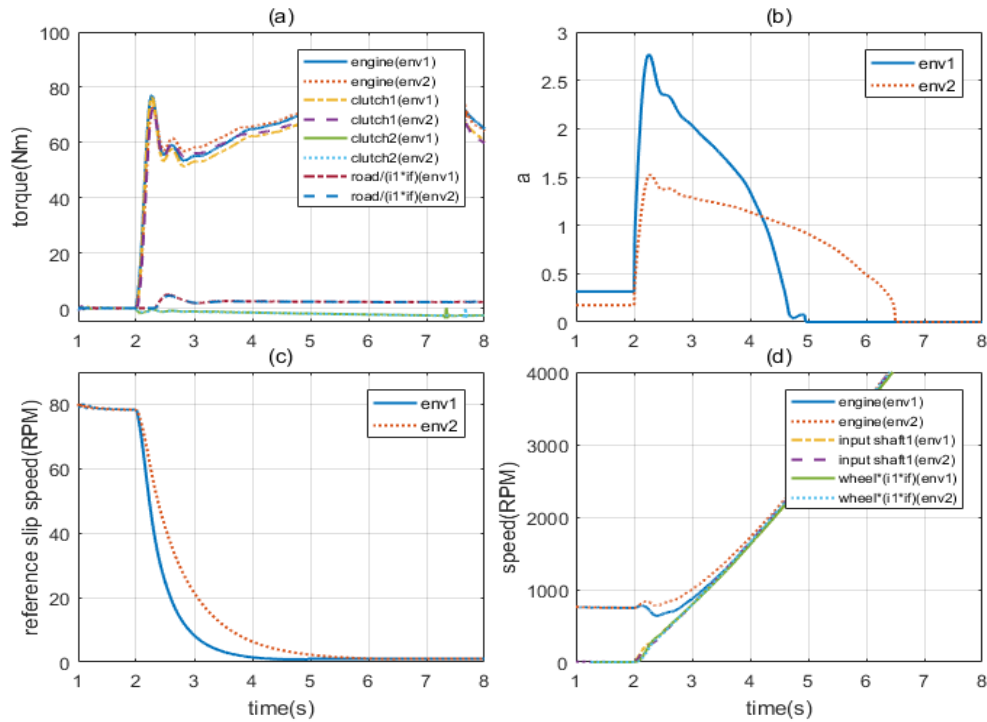 (a)
torque(Nm)
100
80
60
40
20
0
1 2 3 4 5 6 7 8
engine(env1)
engine(env2)
clutch1(env1)
clutch1(env2)
clutch2(env1)
clutch2(env2)
road/(i1*if)(env1)
road/(i1*if)(env2)
(b)
a
3
2.5
2
1.5
1
0.5
0
1 2 3 4 5 6 7 8
env1
env2
(c)
reference slip speed(RPM)
80
60
40
20
0
1 2 3 4 5 6 7 8
time(s)
env1
env2
(d)
speed(RPM)
4000
3000
2000
1000
0
1 2 3 4 5 6 7 8
time(s)
engine(env1)
engine(env2)
input shaft1(env1)
input shaft1(env2)
wheel*(i1*if)(env1)
wheel*(i1*if)(env2)